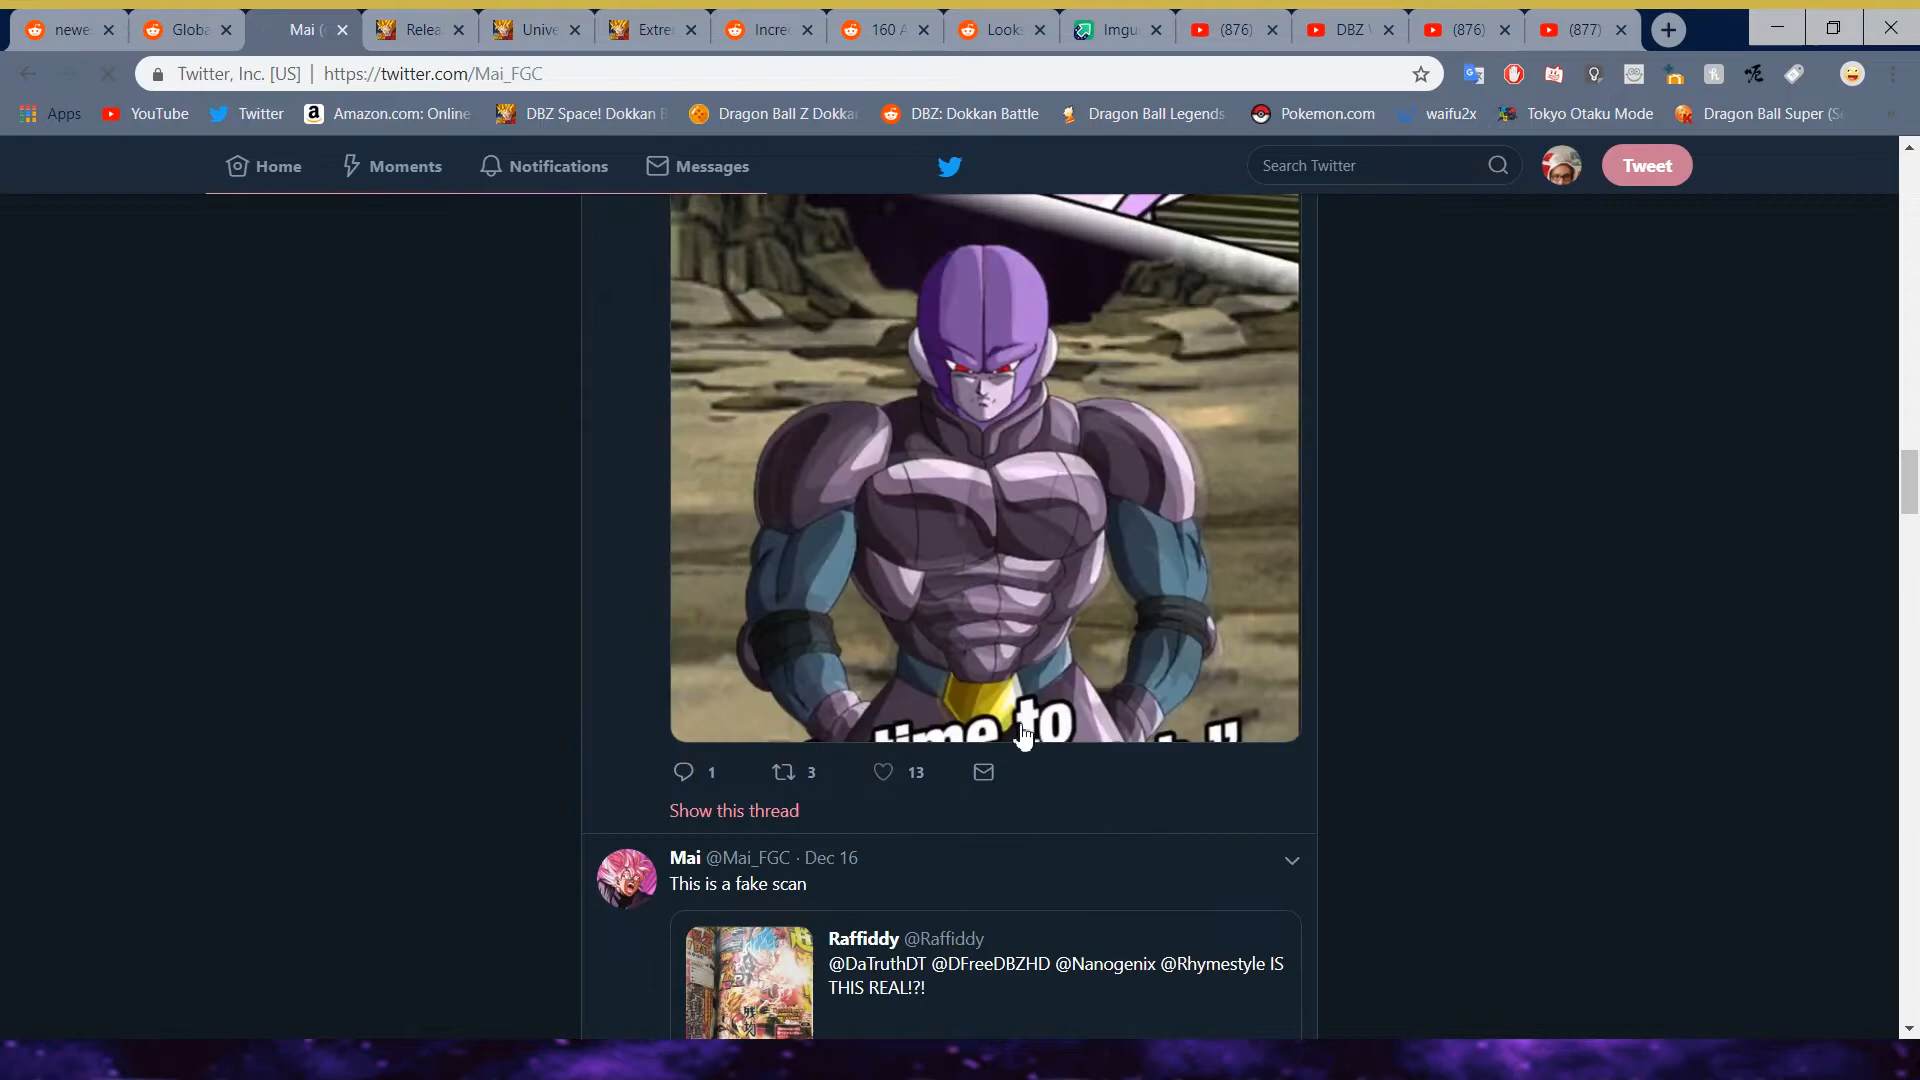 newe
Globa
Mai (
Relea
Unive
Extre
Incre
160 A
Looks
Imgu
(876)
DBZ
(876)
(877)
Twitter, Inc. [US] | https://twitter.com/Mai_FGC
Apps
YouTube
Twitter
Amazon.com: Online
DBZ Space! Dokkan B
Dragon Ball Z Dokka
DBZ: Dokkan Battle
Dragon Ball Legends
Pokemon.com
waifu2x
Tokyo Otaku Mode
Dragon Ball Super (S
Home
Moments
Notifications
Messages
Search Twitter
Tweet
time to
1
3
13
Show this thread
Mai @Mai_FGC · Dec 16
This is a fake scan
Raffiddy @Raffiddy
@DaTruthDT @DFreeDBZHD @Nanogenix @Rhymestyle IS
THIS REAL!?!